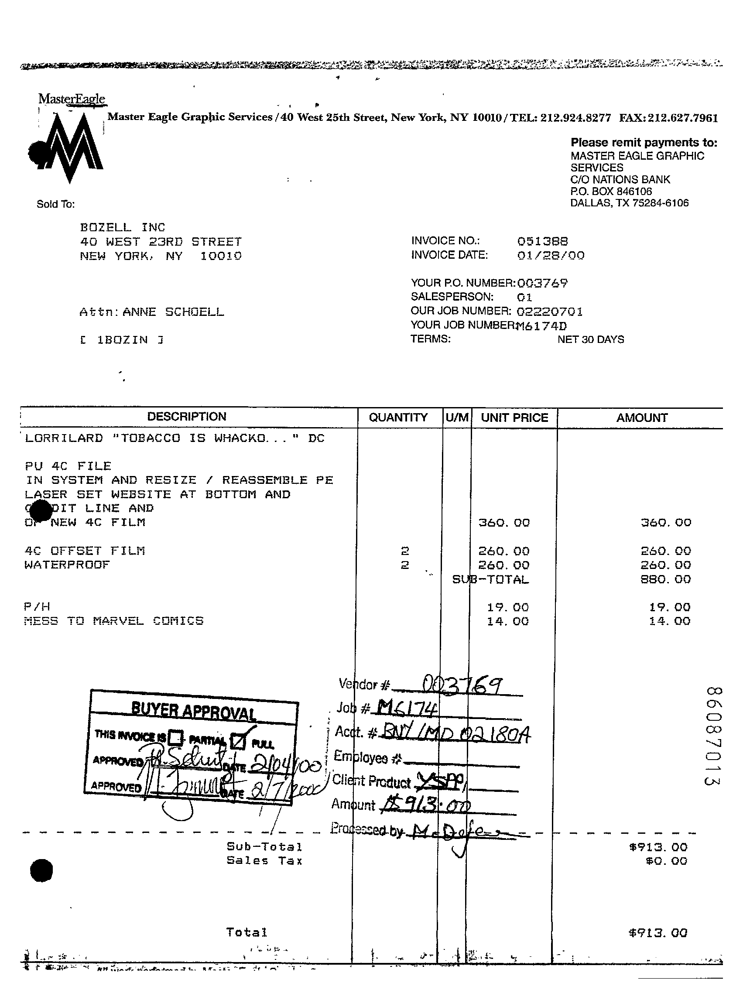 MasterEagle
Master Eagle Graphic Services/40 West 25th Street, New York, NY 10010/TEL: 212.924.8277 FAX: 212.627.7961
Please remit payments to:
MASTER EAGLE GRAPHIC
SERVICES
C/O NATIONS BANK
P.O. BOX 846106
DALLAS, TX 75284-6106
Sold To:
BOZELL INC
40 WEST 23RD STREET
NEW YORK, NY 10010
INVOICE NO.: 051388
INVOICE DATE: 01/28/00
YOUR P.O. NUMBER: 003769
SALESPERSON: 01
Attn: ANNE SCHOELL
OUR JOB NUMBER: 02220701
YOUR JOB NUMBER M6174D
[ 1BOZIN ]
TERMS: NET 30 DAYS
DESCRIPTION QUANTITY U/M UNIT PRICE AMOUNT
LORRILARD "TOBACCO IS WHACKO..." DC
PU 4C FILE
IN SYSTEM AND RESIZE / REASSEMBLE PE
LASER SET WEBSITE AT BOTTOM AND
DIT LINE AND
NEW 4C FILM 360.00 360.00
4C OFFSET FILM 2 260.00 260.00
WATERPROOF 2 260.00 260.00
SUB-TOTAL 880.00
P/H 19.00 19.00
MESS TO MARVEL COMICS 14.00 14.00
Vendor # 003769
Job # M6174
Acct. # BNY/MD 02180A
Employee #
Client Product YSPP,
Amount $913.00
Processed by
BUYER APPROVAL
THIS INVOICE IS PARTIAL FULL
APPROVED DATE 2/04/00
APPROVED DATE 2/7/2000
86087013
Sub-Total $913.00
Sales Tax $0.00
Total $913.00